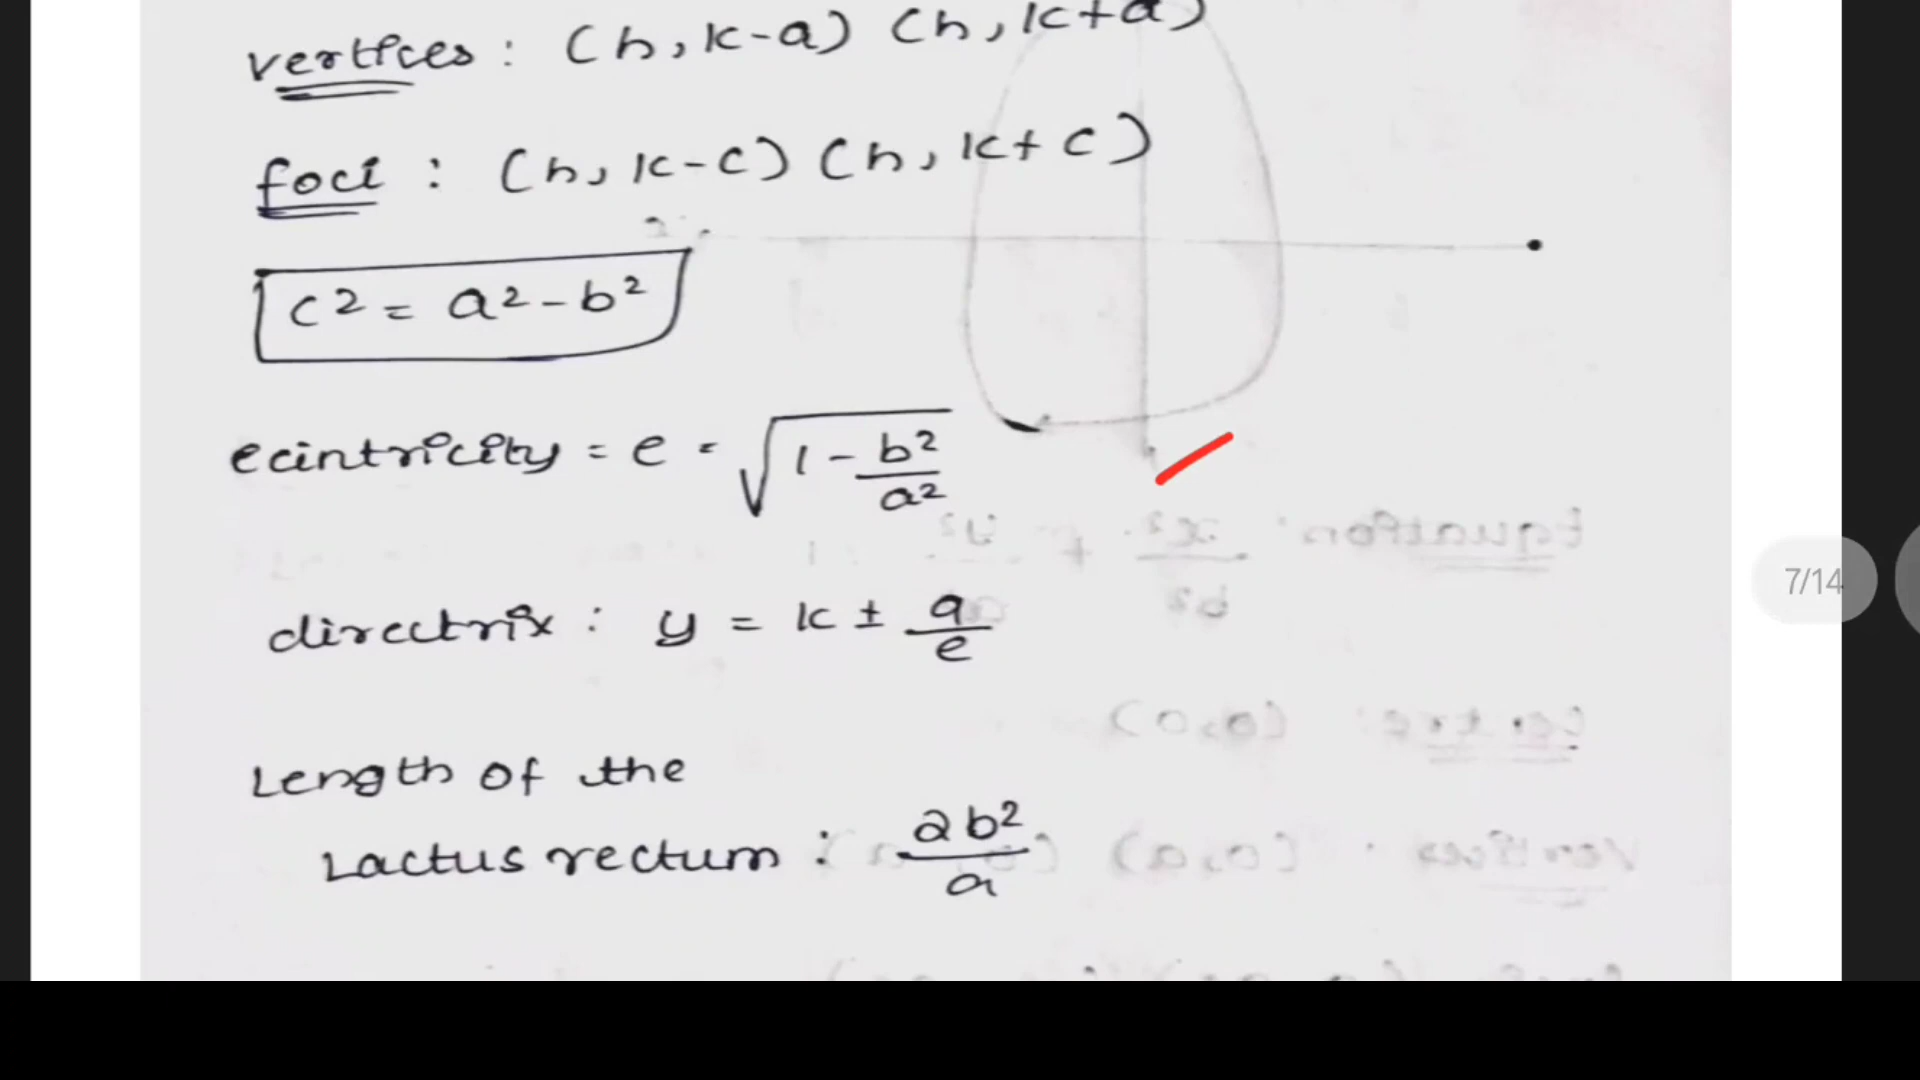 vertices : (h, k-a) (h, k+a)
foci : (h, k-c) (h, k+c)
c² = a² - b²
ecintricity = e = √(1 - b²/a²)
directrix : y = k ± a/e
Length of the
Lactus rectum : 2b²/a
7/14